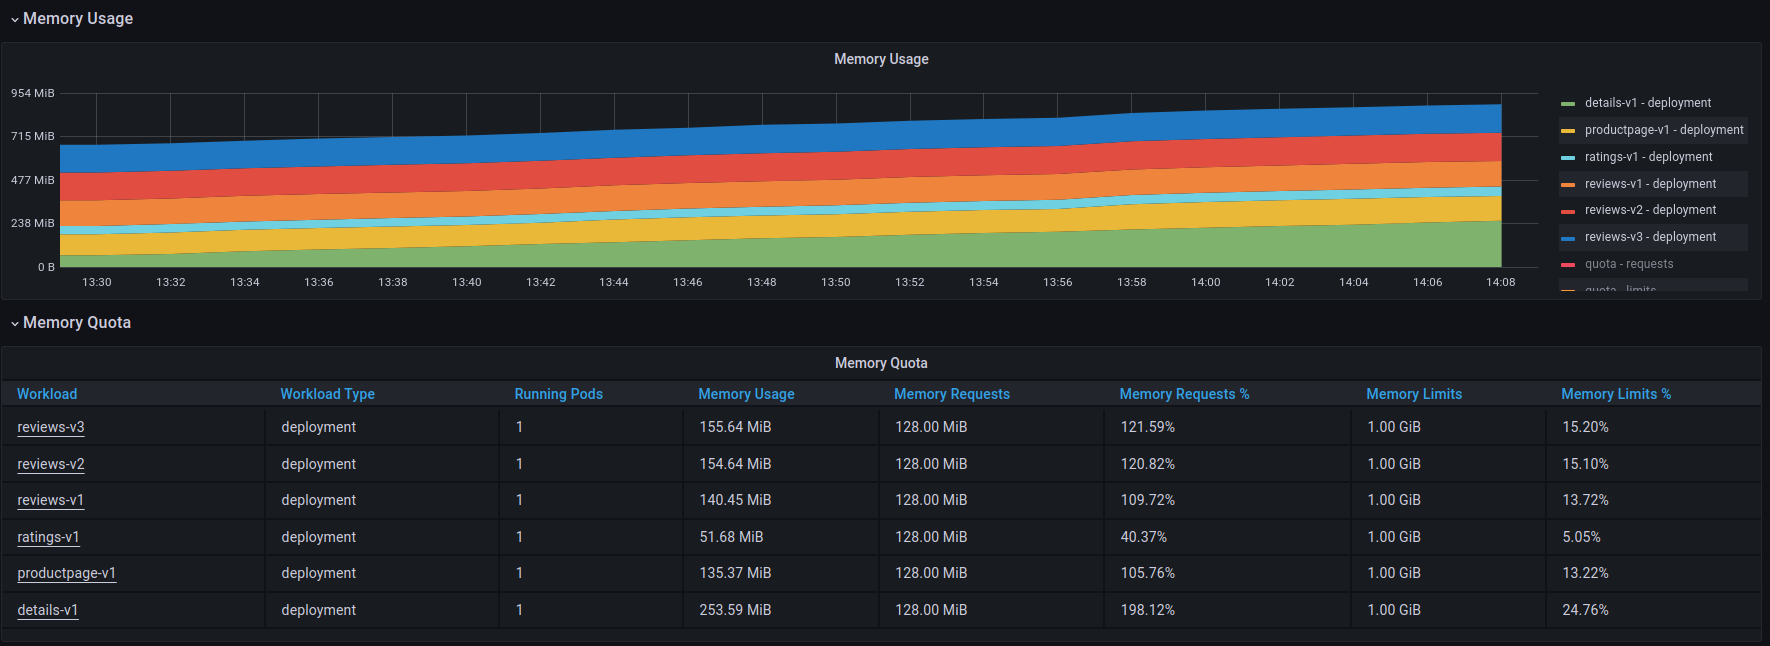 Memory Usage
Memory Usage
954 MiB
715 MiB
477 MiB
238 MiB
0 B
13:30 13:32 13:34 13:36 13:38 13:40 13:42 13:44 13:46 13:48 13:50 13:52 13:54 13:56 13:58 14:00 14:02 14:04 14:06 14:08
details-v1 - deployment
productpage-v1 - deployment
ratings-v1 - deployment
reviews-v1 - deployment
reviews-v2 - deployment
reviews-v3 - deployment
quota - requests
quota - limits
Memory Quota
Memory Quota
Workload Workload Type Running Pods Memory Usage Memory Requests Memory Requests % Memory Limits Memory Limits %
reviews-v3 deployment 1 155.64 MiB 128.00 MiB 121.59% 1.00 GiB 15.20%
reviews-v2 deployment 1 154.64 MiB 128.00 MiB 120.82% 1.00 GiB 15.10%
reviews-v1 deployment 1 140.45 MiB 128.00 MiB 109.72% 1.00 GiB 13.72%
ratings-v1 deployment 1 51.68 MiB 128.00 MiB 40.37% 1.00 GiB 5.05%
productpage-v1 deployment 1 135.37 MiB 128.00 MiB 105.76% 1.00 GiB 13.22%
details-v1 deployment 1 253.59 MiB 128.00 MiB 198.12% 1.00 GiB 24.76%